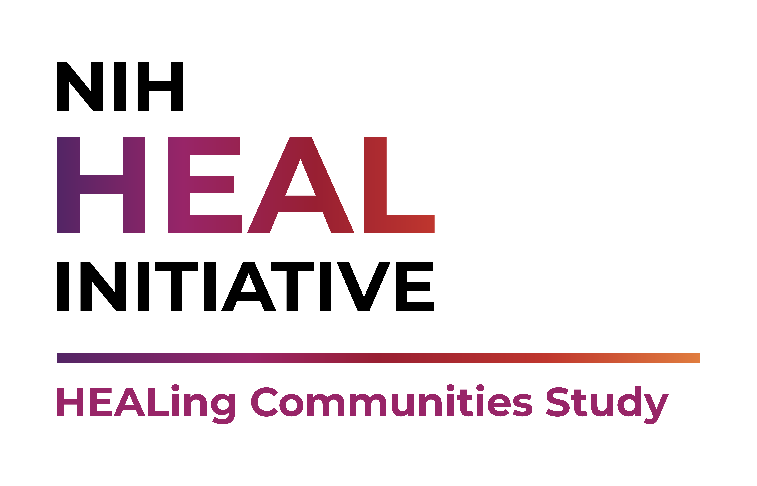 NIH
HEAL
INITIATIVE
HEALing Communities Study